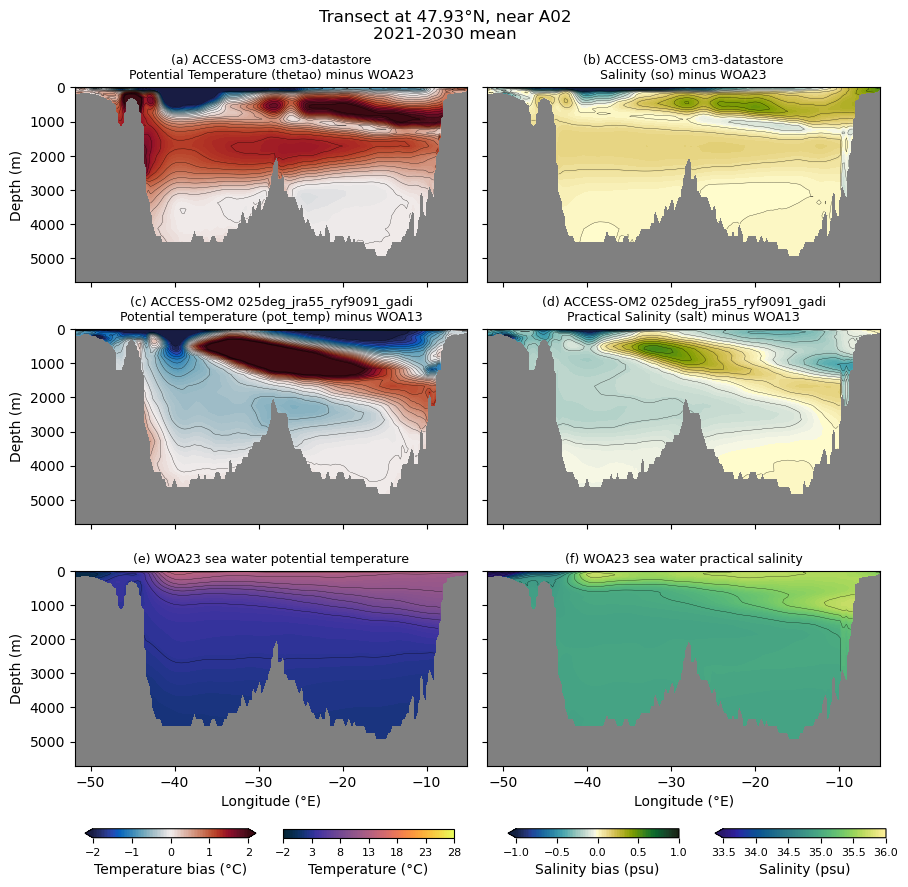 Transect at 47.93°N, near A02
2021-2030 mean
(a) ACCESS-OM3 cm3-datastore
Potential Temperature (thetao) minus WOA23
(b) ACCESS-OM3 cm3-datastore
Salinity (so) minus WOA23
0
1000
2000
3000
4000
5000
Depth (m)
(c) ACCESS-OM2 025deg_jra55_ryf9091_gadi
Potential temperature (pot_temp) minus WOA13
(d) ACCESS-OM2 025deg_jra55_ryf9091_gadi
Practical Salinity (salt) minus WOA13
0
1000
2000
3000
4000
5000
Depth (m)
(e) WOA23 sea water potential temperature
(f) WOA23 sea water practical salinity
0
1000
2000
3000
4000
5000
Depth (m)
−50 −40 −30 −20 −10
Longitude (°E)
−50 −40 −30 −20 −10
Longitude (°E)
−2 −1 0 1 2
Temperature bias (°C)
−2 3 8 13 18 23 28
Temperature (°C)
−1.0 −0.5 0.0 0.5 1.0
Salinity bias (psu)
33.5 34.0 34.5 35.0 35.5 36.0
Salinity (psu)